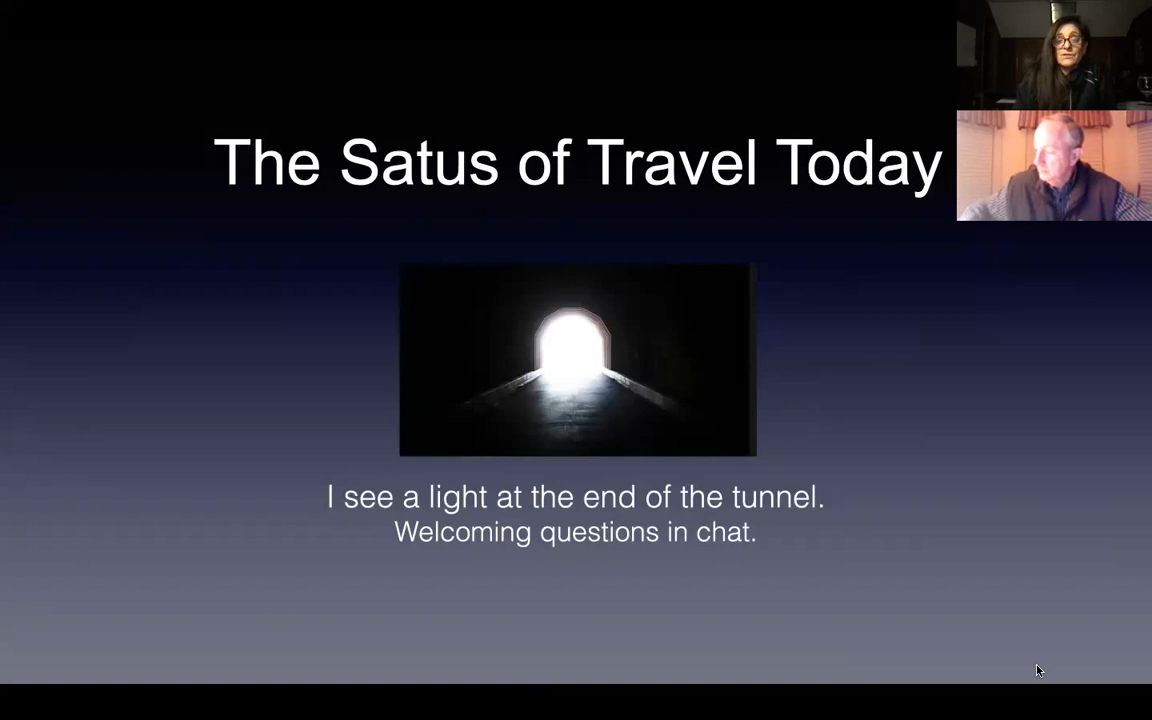 The Satus of Travel Today
I see a light at the end of the tunnel.
Welcoming questions in chat.